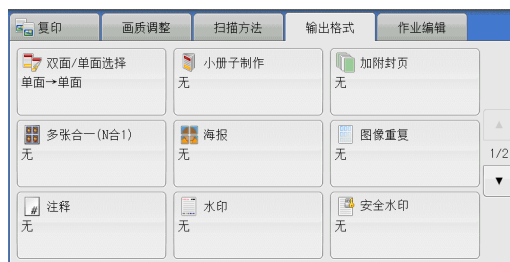 复印 画质调整 扫描方法 输出格式 作业编辑
双面/单面选择 小册子制作 加附封页
单面→单面 无 无
多张合一(N合1) 海报 图像重复
无 无 无
1/2
注释 水印 安全水印
无 无 无